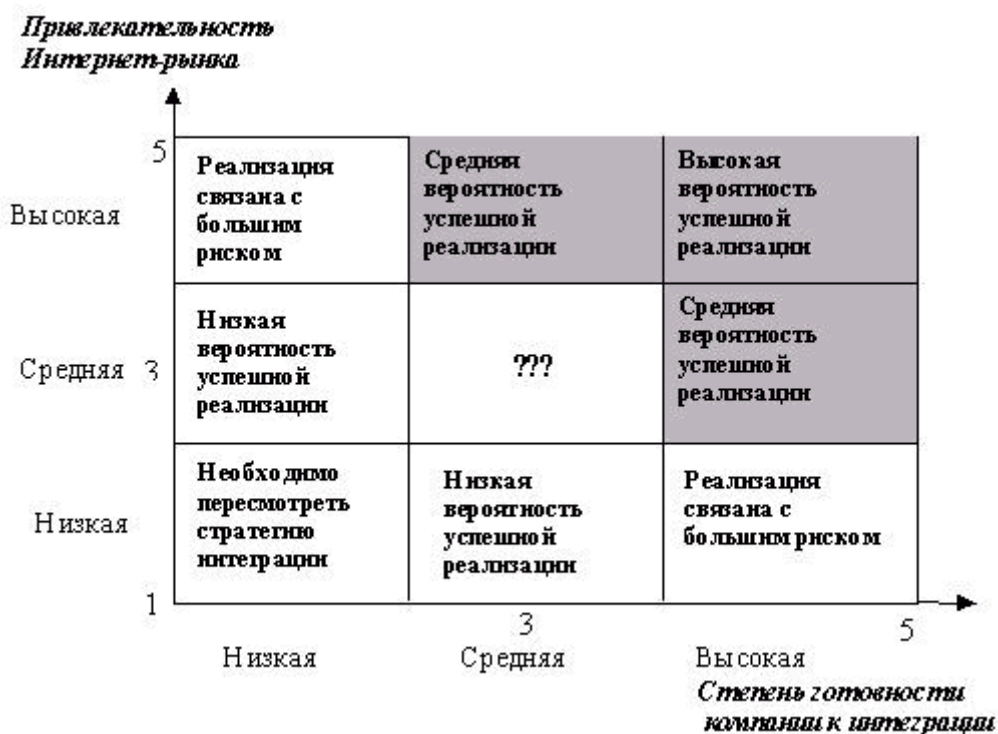 Привлекательность
Интернет-рынка
5
Высокая
Реализация
связана с
большим
риском
Средняя
вероятность
успешной
реализации
Высокая
вероятность
успешной
реализации
Средняя
3
Низкая
вероятность
успешной
реализации
???
Средняя
вероятность
успешной
реализации
Низкая
Необходимо
пересмотреть
стратегию
интеграции
Низкая
вероятность
успешной
реализации
Реализация
связана с
большим риском
1
3
5
Низкая
Средняя
Высокая
Степень готовности
компании к интеграции